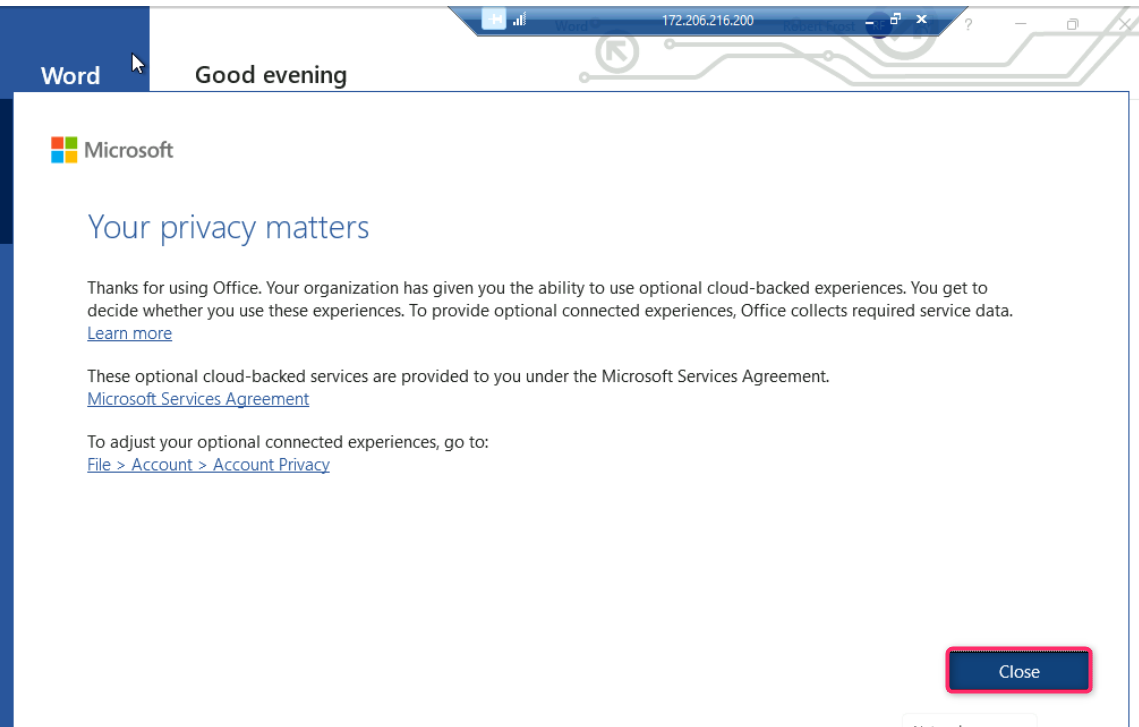 172.206.216.200
Word
Robert Frost
RF
?
Word
Good evening
Microsoft
Your privacy matters
Thanks for using Office. Your organization has given you the ability to use optional cloud-backed experiences. You get to
decide whether you use these experiences. To provide optional connected experiences, Office collects required service data.
Learn more
These optional cloud-backed services are provided to you under the Microsoft Services Agreement.
Microsoft Services Agreement
To adjust your optional connected experiences, go to:
File > Account > Account Privacy
Close